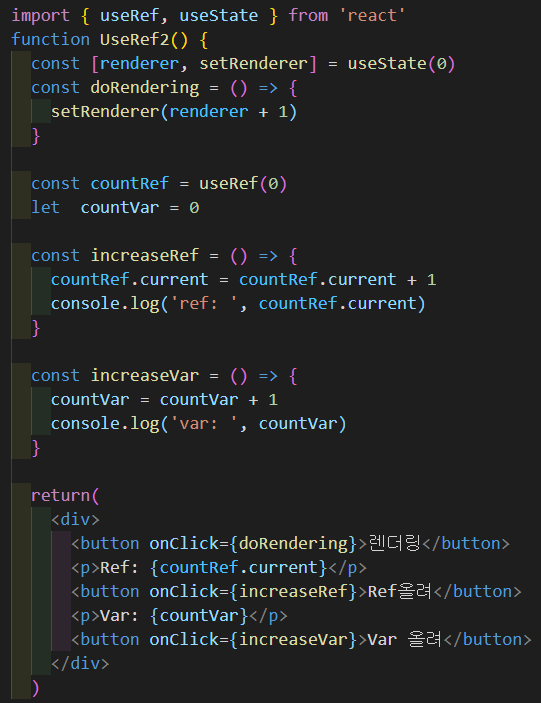 import { useRef, useState } from 'react'
function UseRef2() {
const [renderer, setRenderer] = useState(0)
const doRendering = () => {
setRenderer(renderer + 1)
}
const countRef = useRef(0)
let  countVar = 0
const increaseRef = () => {
countRef.current = countRef.current + 1
console.log('ref: ', countRef.current)
}
const increaseVar = () => {
countVar = countVar + 1
console.log('var: ', countVar)
}
return(
<div>
<button onClick={doRendering}>렌더링</button>
<p>Ref: {countRef.current}</p>
<button onClick={increaseRef}>Ref올려</button>
<p>Var: {countVar}</p>
<button onClick={increaseVar}>Var 올려</button>
</div>
)